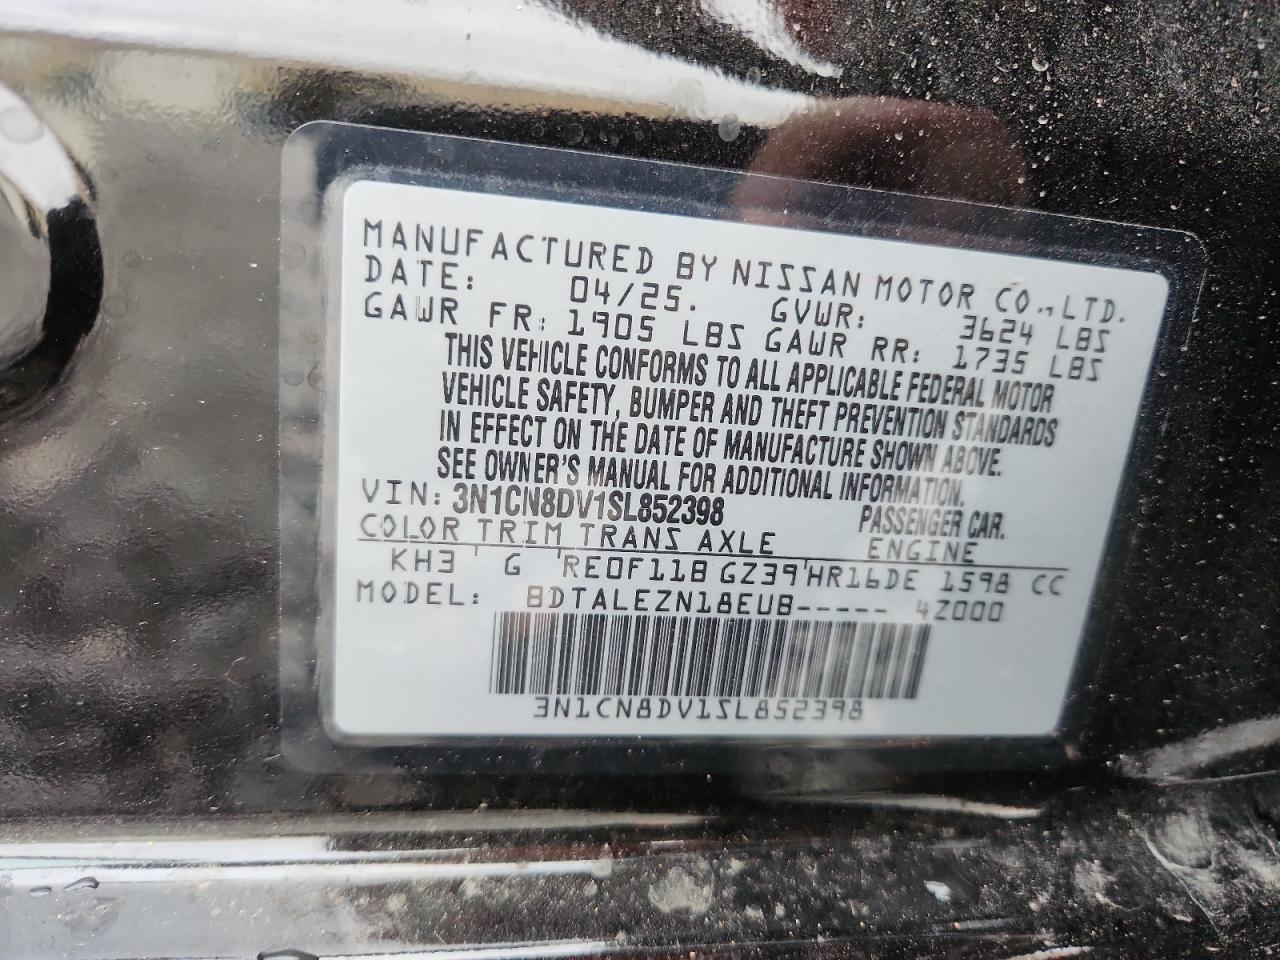 MANUFACTURED BY NISSAN MOTOR CO., LTD.
DATE: 04/25. GVWR: 3624 LBS
GAWR FR: 1905 LBS GAWR RR: 1735 LBS
THIS VEHICLE CONFORMS TO ALL APPLICABLE FEDERAL MOTOR
VEHICLE SAFETY, BUMPER AND THEFT PREVENTION STANDARDS
IN EFFECT ON THE DATE OF MANUFACTURE SHOWN ABOVE.
SEE OWNER'S MANUAL FOR ADDITIONAL INFORMATION.
VIN: 3N1CN8DV1SL852398 PASSENGER CAR.
COLOR TRIM TRANS AXLE ENGINE
KH3 G RE0F11B GZ39 HR16DE 1598 CC
MODEL: BDTALEZN18EUB----- 4Z000
3N1CN8DV1SL852398